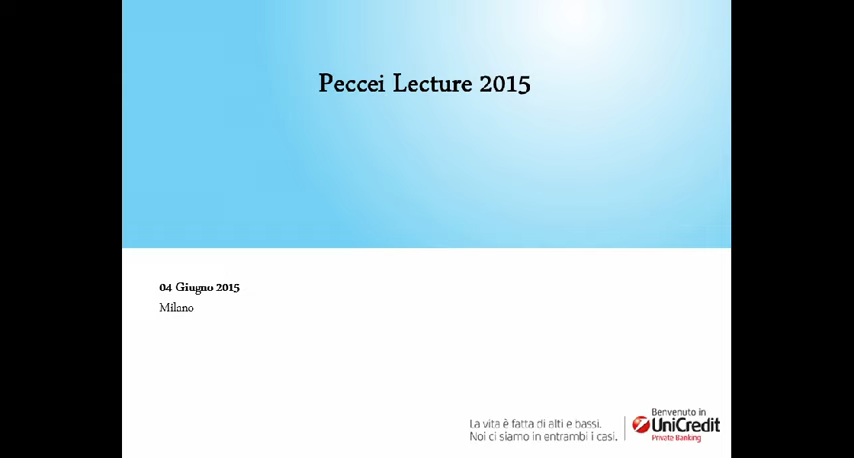 Peccei Lecture 2015
04 Giugno 2015
Milano
La vita è fatta di alti e bassi.
Noi ci siamo in entrambi i casi.
Benvenuto in
UniCredit
Private Banking